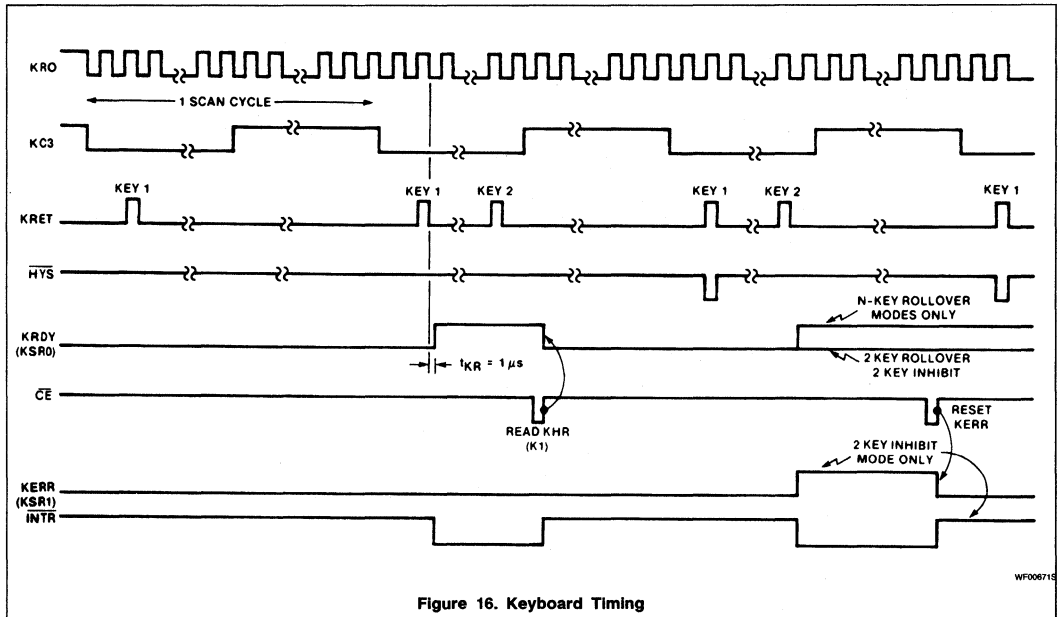 KR0
1 SCAN CYCLE
KC3
KEY 1 KEY 1 KEY 2 KEY 1 KEY 2 KEY 1
KRET
HYS
N-KEY ROLLOVER
MODES ONLY
KRDY
(KSR0)
tKR = 1 μs
2 KEY ROLLOVER
2 KEY INHIBIT
CE
READ KHR
(K1)
RESET
KERR
2 KEY INHIBIT
MODE ONLY
KERR
(KSR1)
INTR
WF00671S
Figure 16. Keyboard Timing